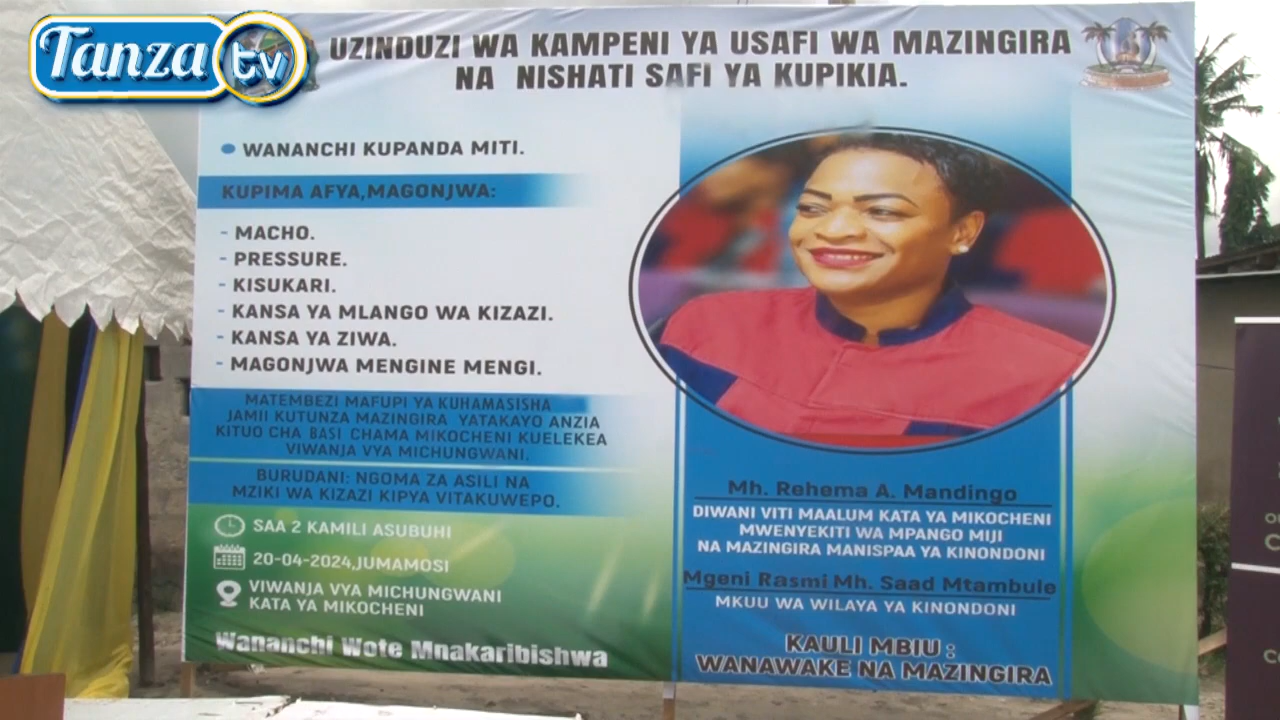 Tanza tv
UZINDUZI WA KAMPENI YA USAFI WA MAZINGIRA
NA NISHATI SAFI YA KUPIKIA.
WANANCHI KUPANDA MITI.
KUPIMA AFYA,MAGONJWA:
- MACHO.
- PRESSURE.
- KISUKARI.
- KANSA YA MLANGO WA KIZAZI.
- KANSA YA ZIWA.
- MAGONJWA MENGINE MENGI.
MATEMBEZI MAFUPI YA KUHAMASISHA
JAMII KUTUNZA MAZINGIRA YATAKAYO ANZIA
KITUO CHA BASI CHAMA MIKOCHENI KUELEKEA
VIWANJA VYA MICHUNGWANI.
BURUDANI: NGOMA ZA ASILI NA
MZIKI WA KIZAZI KIPYA VITAKUWEPO.
SAA 2 KAMILI ASUBUHI
20-04-2024,JUMAMOSI
VIWANJA VYA MICHUNGWANI
KATA YA MIKOCHENI
Wananchi Wote Mnakaribishwa
Mh. Rehema A. Mandingo
DIWANI VITI MAALUM KATA YA MIKOCHENI
MWENYEKITI WA MPANGO MIJI
NA MAZINGIRA MANISPAA YA KINONDONI
Mgeni Rasmi Mh. Saad Mtambule
MKUU WA WILAYA YA KINONDONI
KAULI MBIU :
WANAWAKE NA MAZINGIRA